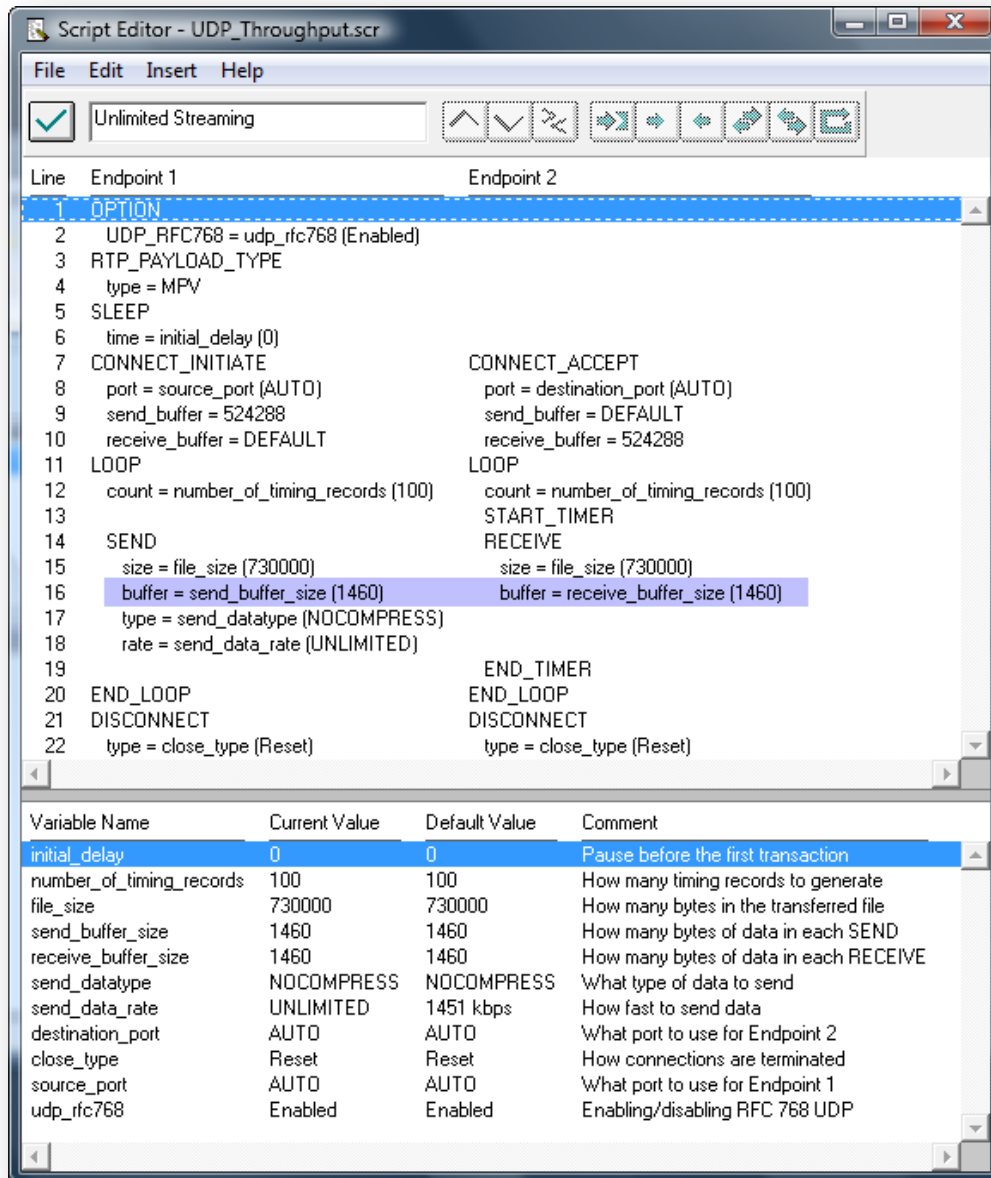 Script Editor - UDP_Throughput.scr
File Edit Insert Help
Unlimited Streaming
Line Endpoint 1 Endpoint 2
1 OPTION
2 UDP_RFC768 = udp_rfc768 (Enabled)
3 RTP_PAYLOAD_TYPE
4 type = MPV
5 SLEEP
6 time = initial_delay (0)
7 CONNECT_INITIATE CONNECT_ACCEPT
8 port = source_port (AUTO) port = destination_port (AUTO)
9 send_buffer = 524288 send_buffer = DEFAULT
10 receive_buffer = DEFAULT receive_buffer = 524288
11 LOOP LOOP
12 count = number_of_timing_records (100) count = number_of_timing_records (100)
13 START_TIMER
14 SEND RECEIVE
15 size = file_size (730000) size = file_size (730000)
16 buffer = send_buffer_size (1460) buffer = receive_buffer_size (1460)
17 type = send_datatype (NOCOMPRESS)
18 rate = send_data_rate (UNLIMITED)
19 END_TIMER
20 END_LOOP END_LOOP
21 DISCONNECT DISCONNECT
22 type = close_type (Reset) type = close_type (Reset)
Variable Name Current Value Default Value Comment
initial_delay 0 0 Pause before the first transaction
number_of_timing_records 100 100 How many timing records to generate
file_size 730000 730000 How many bytes in the transferred file
send_buffer_size 1460 1460 How many bytes of data in each SEND
receive_buffer_size 1460 1460 How many bytes of data in each RECEIVE
send_datatype NOCOMPRESS NOCOMPRESS What type of data to send
send_data_rate UNLIMITED 1451 kbps How fast to send data
destination_port AUTO AUTO What port to use for Endpoint 2
close_type Reset Reset How connections are terminated
source_port AUTO AUTO What port to use for Endpoint 1
udp_rfc768 Enabled Enabled Enabling/disabling RFC 768 UDP